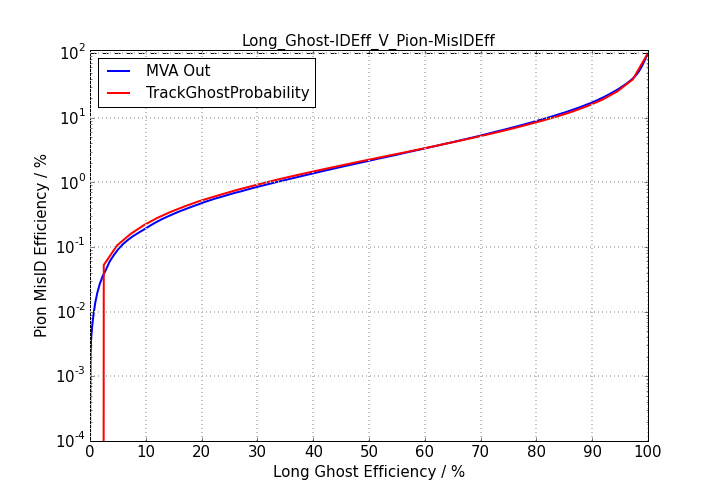 Long_Ghost-IDEff_V_Pion-MisIDEff
MVA Out
TrackGhostProbability
10^2
10^1
10^0
10^-1
10^-2
10^-3
10^-4
Pion MisID Efficiency / %
0 10 20 30 40 50 60 70 80 90 100
Long Ghost Efficiency / %